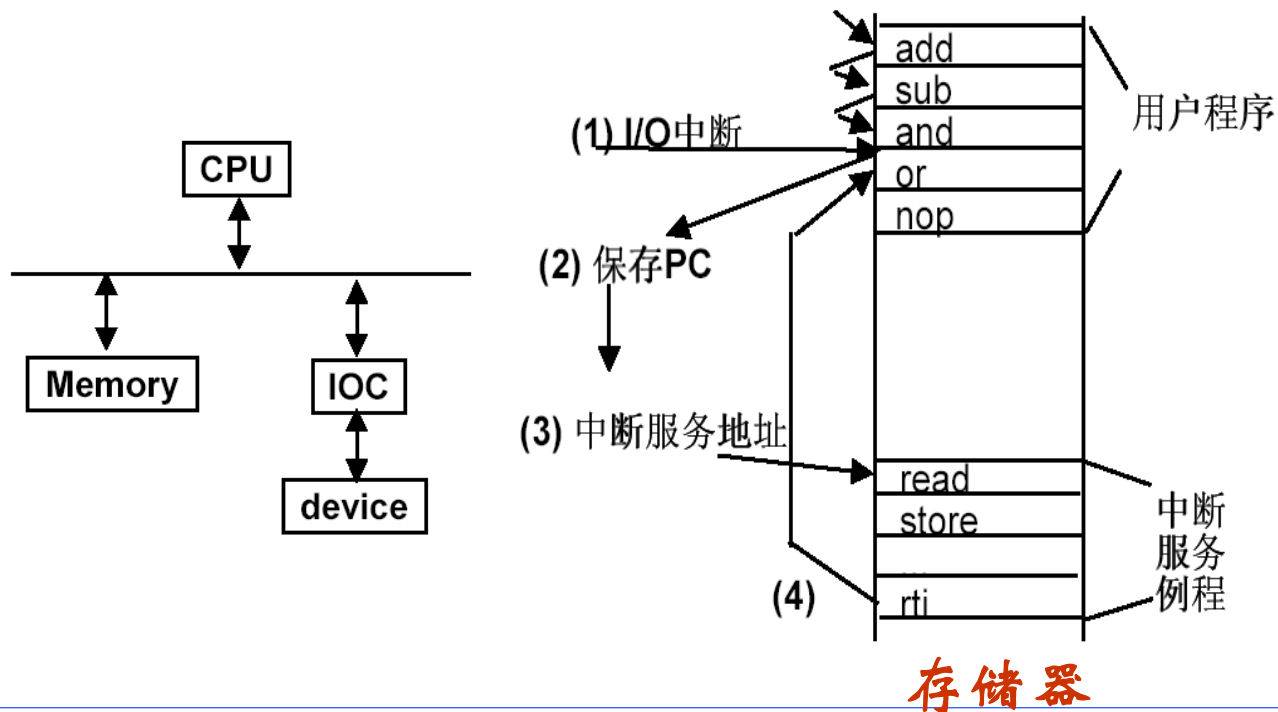 CPU
Memory
IOC
device
(1) I/O中断
(2) 保存PC
(3) 中断服务地址
(4)
add
sub
and
or
nop
用户程序
read
store
...
rti
中断
服务
例程
存储器